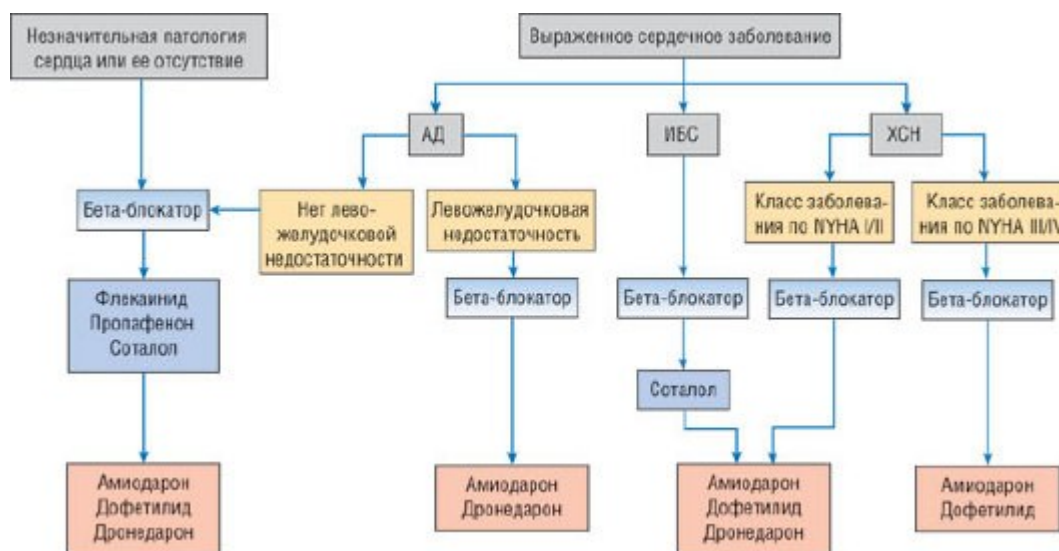 Незначительная патология
сердца или ее отсутствие
Выраженное сердечное заболевание
АД
ИБС
ХСН
Бета-блокатор
Нет лево-
желудочковой
недостаточности
Левожелудочковая
недостаточность
Класс заболева-
ния по NYHA I/II
Класс заболева-
ния по NYHA III/IV
Флекаинид
Пропафенон
Соталол
Бета-блокатор
Бета-блокатор
Бета-блокатор
Бета-блокатор
Соталол
Амиодарон
Дофетилид
Дронедарон
Амиодарон
Дронедарон
Амиодарон
Дофетилид
Дронедарон
Амиодарон
Дофетилид